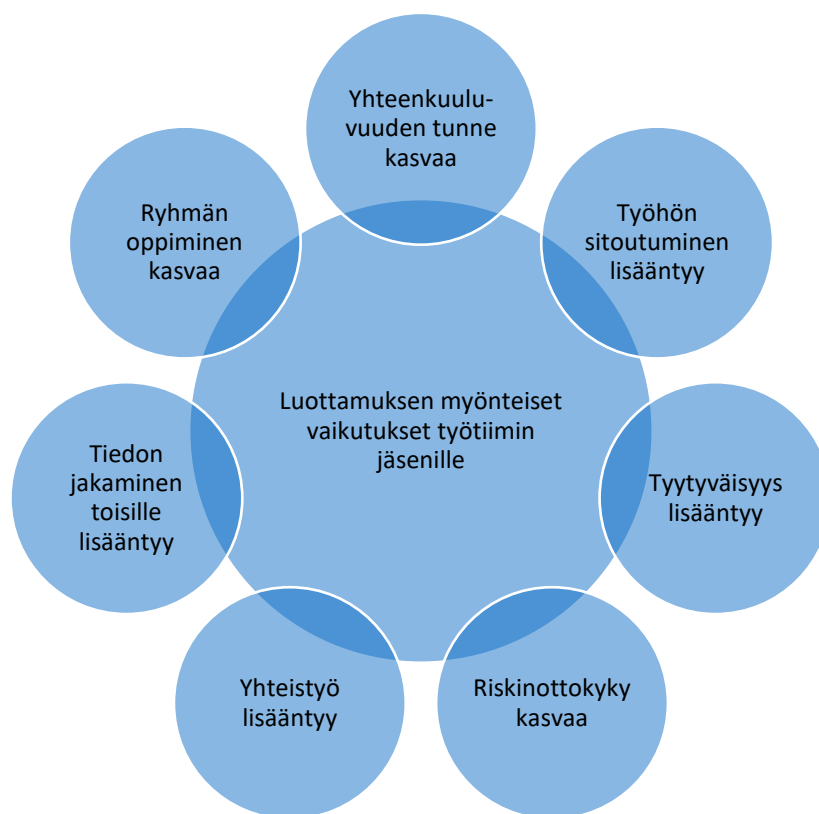 Yhteenkuulu-
vuuden tunne
kasvaa
Työhön
sitoutuminen
lisääntyy
Tyytyväisyys
lisääntyy
Riskinottokyky
kasvaa
Yhteistyö
lisääntyy
Tiedon
jakaminen
toisille
lisääntyy
Ryhmän
oppiminen
kasvaa
Luottamuksen myönteiset
vaikutukset työtiimin
jäsenille